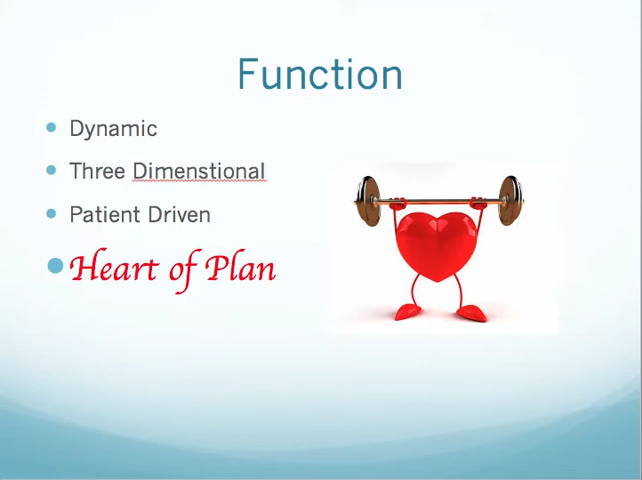 Function
Dynamic
Three Dimenstional
Patient Driven
Heart of Plan